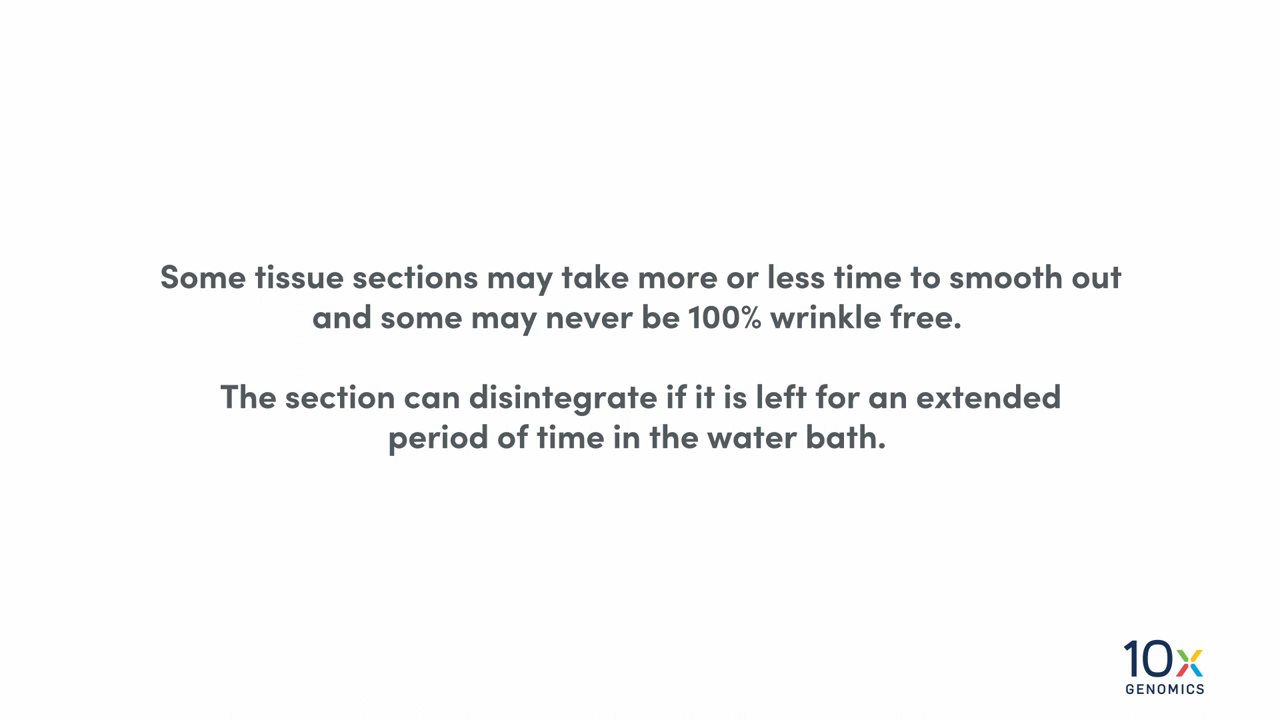 Some tissue sections may take more or less time to smooth out
and some may never be 100% wrinkle free.
The section can disintegrate if it is left for an extended
period of time in the water bath.
10x
GENOMICS